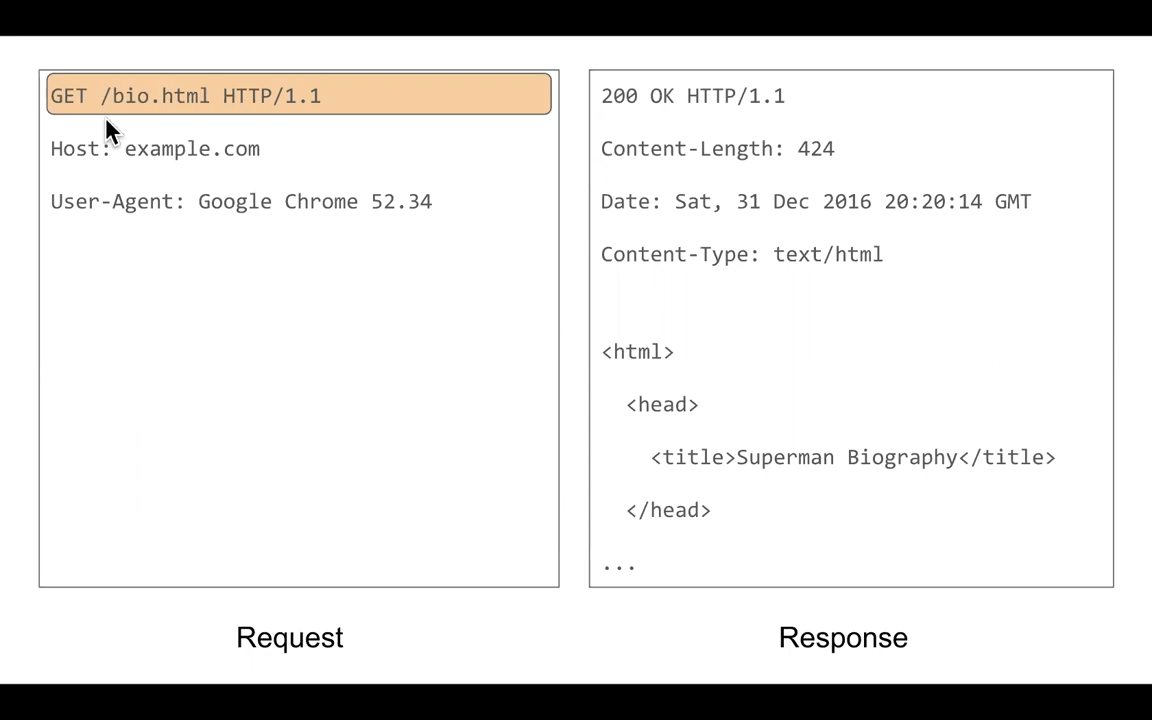 GET /bio.html HTTP/1.1
Host: example.com
User-Agent: Google Chrome 52.34
Request
200 OK HTTP/1.1
Content-Length: 424
Date: Sat, 31 Dec 2016 20:20:14 GMT
Content-Type: text/html
<html>
<head>
<title>Superman Biography</title>
</head>
...
Response